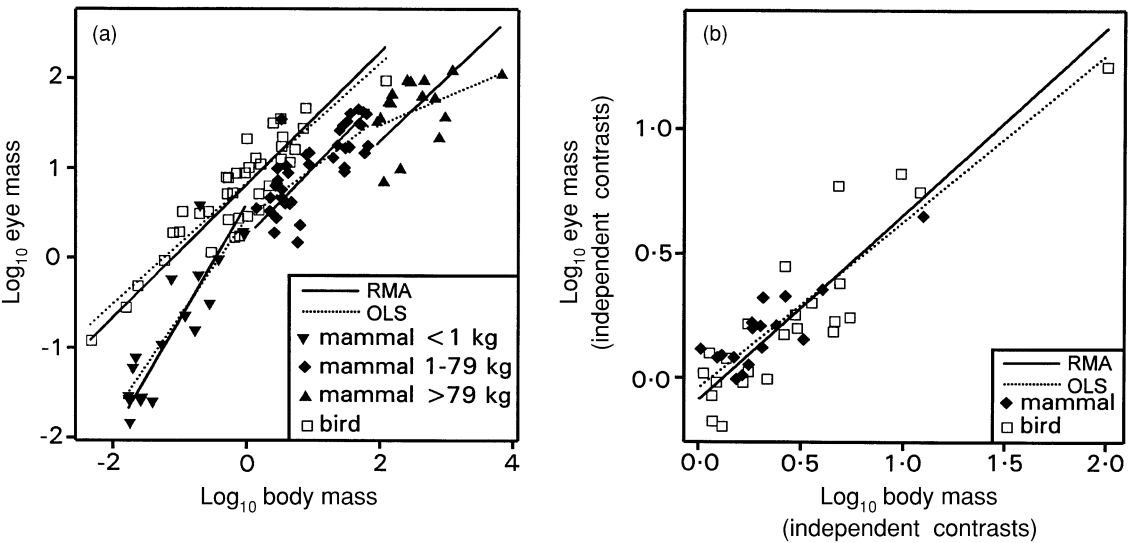 (a)
Log10 eye mass
2
1
0
-1
-2
-2
0
2
4
Log10 body mass
RMA
OLS
mammal <1 kg
mammal 1-79 kg
mammal >79 kg
bird
(b)
Log10 eye mass
(independent contrasts)
1·0
0·5
0·0
0·0
0·5
1·0
1·5
2·0
Log10 body mass
(independent contrasts)
RMA
OLS
mammal
bird